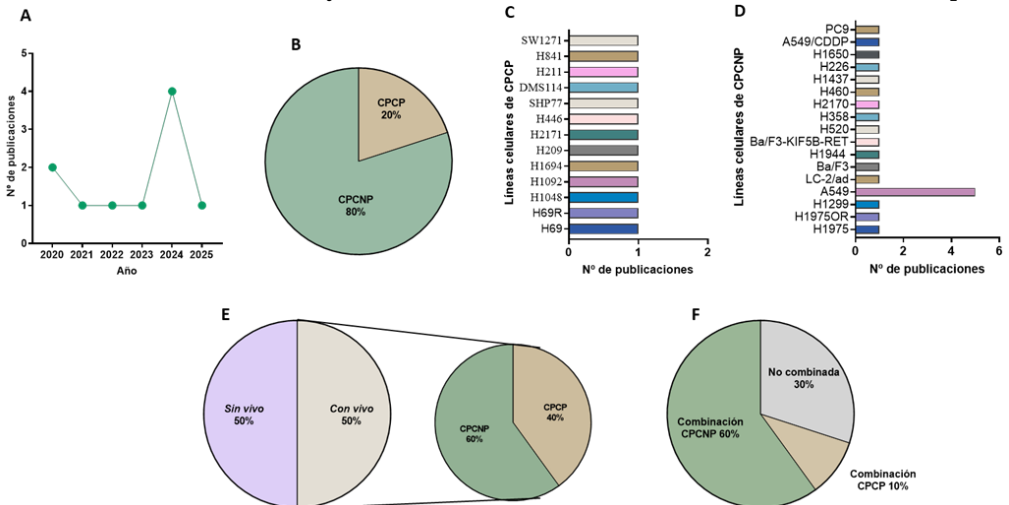 A
Nº de publicaciones
5
4
3
2
1
0
2020 2021 2022 2023 2024 2025
Año
B
CPCP
20%
CPCNP
80%
C
Líneas celulares de CPCP
SW1271
H841
H211
DMS114
SHP77
H446
H2171
H209
H1694
H1092
H1048
H69R
H69
0 1 2
Nº de publicaciones
D
Líneas celulares de CPCNP
PC9
A549/CDDP
H1650
H226
H1437
H460
H2170
H358
H520
Ba/F3-KIF5B-RET
H1944
Ba/F3
LC-2/ad
A549
H1299
H1975OR
H1975
0 2 4 6
Nº de publicaciones
E
Sin vivo
50%
Con vivo
50%
CPCNP
60%
CPCP
40%
F
No combinada
30%
Combinación
CPCNP 60%
Combinación
CPCP 10%